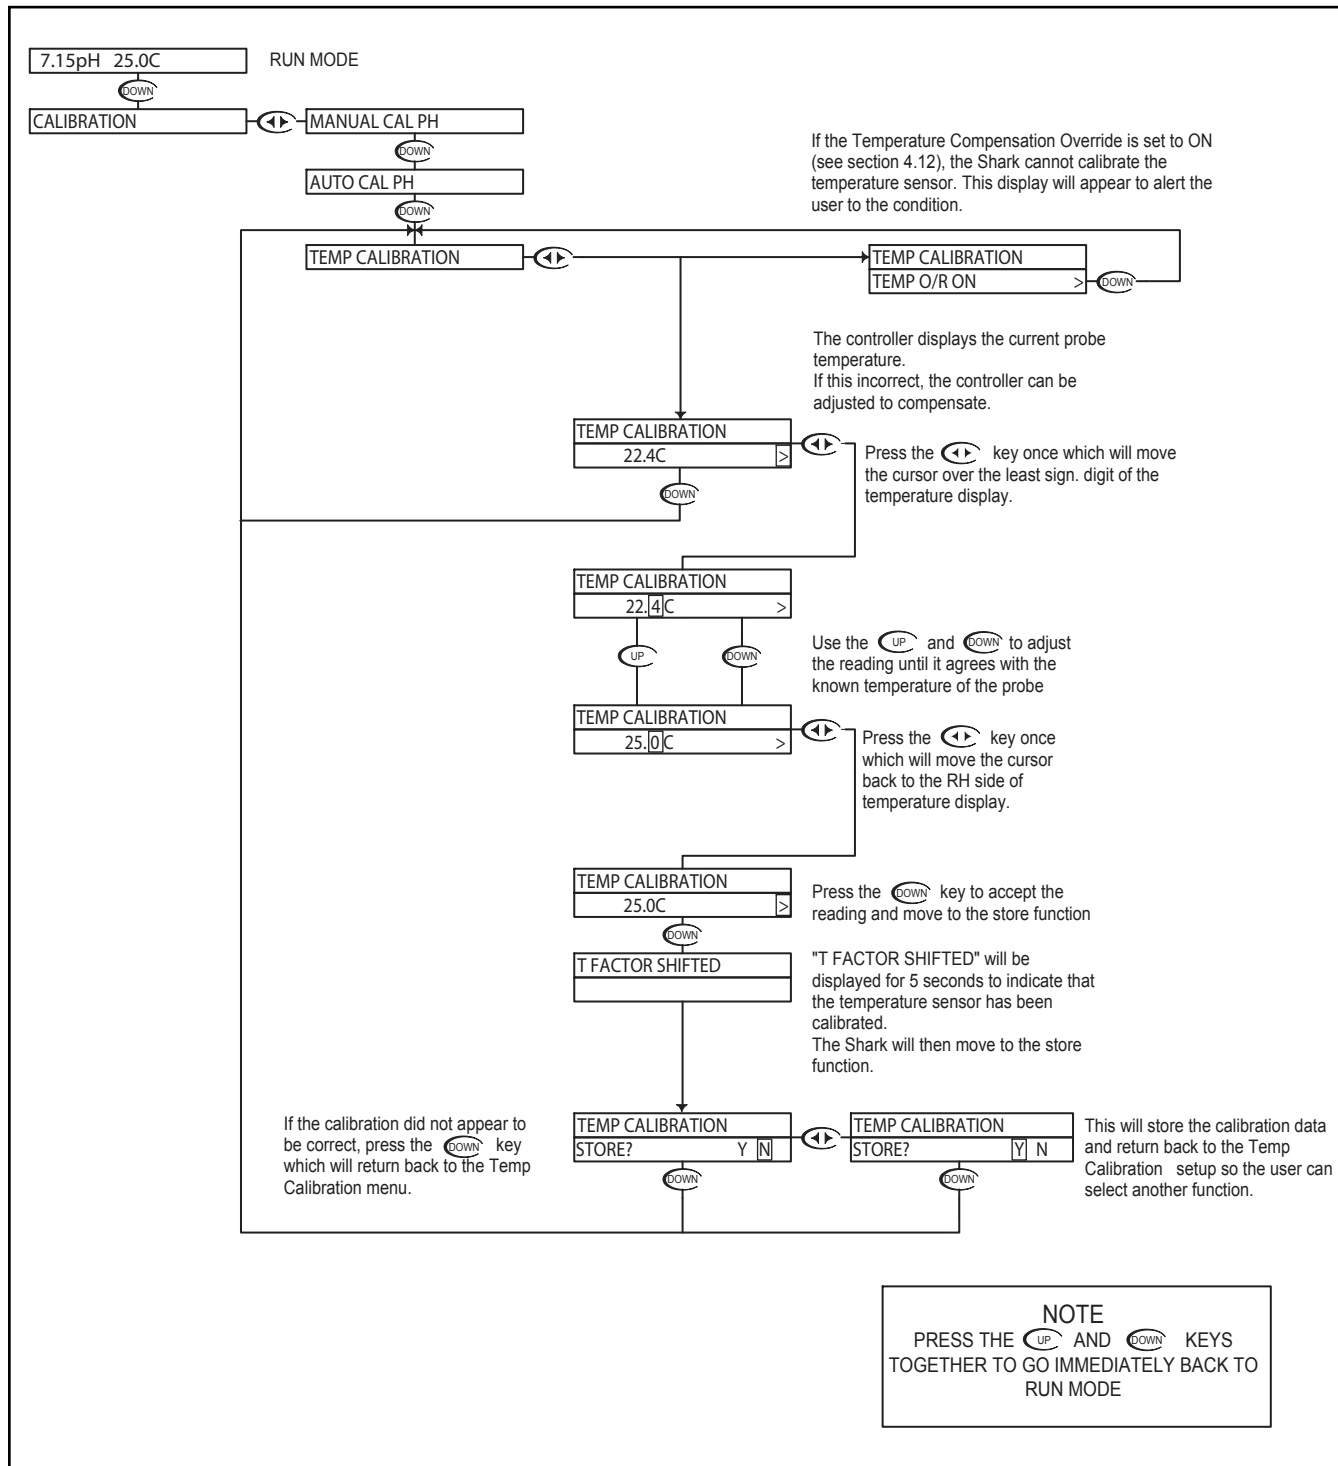 7.15pH 25.0C
RUN MODE
DOWN
CALIBRATION
MANUAL CAL PH
DOWN
AUTO CAL PH
DOWN
If the Temperature Compensation Override is set to ON
(see section 4.12), the Shark cannot calibrate the
temperature sensor. This display will appear to alert the
user to the condition.
TEMP CALIBRATION
TEMP CALIBRATION
TEMP O/R ON >
DOWN
The controller displays the current probe
temperature.
If this incorrect, the controller can be
adjusted to compensate.
TEMP CALIBRATION
22.4C >
DOWN
Press the key once which will move
the cursor over the least sign. digit of the
temperature display.
TEMP CALIBRATION
22.4C >
UP
DOWN
Use the UP and DOWN to adjust
the reading until it agrees with the
known temperature of the probe
TEMP CALIBRATION
25.0C >
Press the key once
which will move the cursor
back to the RH side of
temperature display.
TEMP CALIBRATION
25.0C >
DOWN
Press the DOWN key to accept the
reading and move to the store function
T FACTOR SHIFTED
"T FACTOR SHIFTED" will be
displayed for 5 seconds to indicate that
the temperature sensor has been
calibrated.
The Shark will then move to the store
function.
If the calibration did not appear to
be correct, press the DOWN key
which will return back to the Temp
Calibration menu.
TEMP CALIBRATION
STORE? Y N
DOWN
TEMP CALIBRATION
STORE? Y N
DOWN
This will store the calibration data
and return back to the Temp
Calibration setup so the user can
select another function.
NOTE
PRESS THE UP AND DOWN KEYS
TOGETHER TO GO IMMEDIATELY BACK TO
RUN MODE